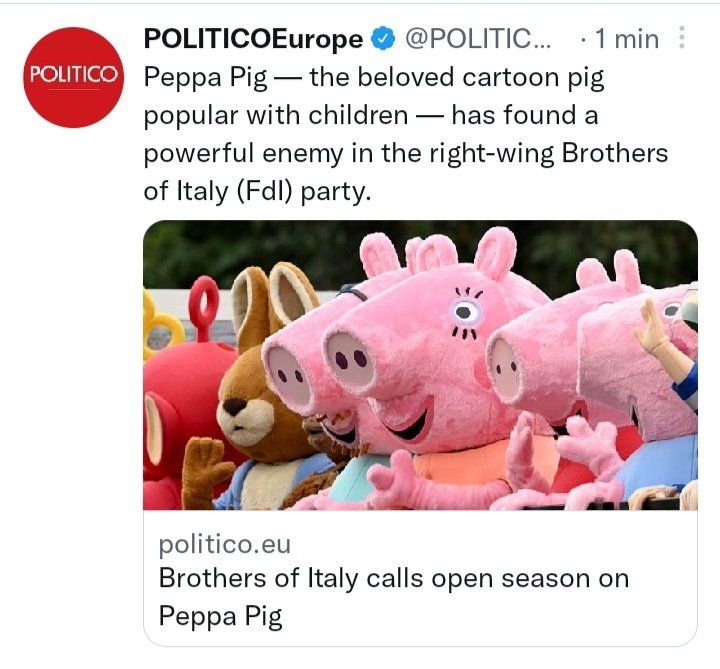 POLITICO
POLITICOEurope @POLITIC... · 1 min
Peppa Pig — the beloved cartoon pig
popular with children — has found a
powerful enemy in the right-wing Brothers
of Italy (FdI) party.
politico.eu
Brothers of Italy calls open season on
Peppa Pig